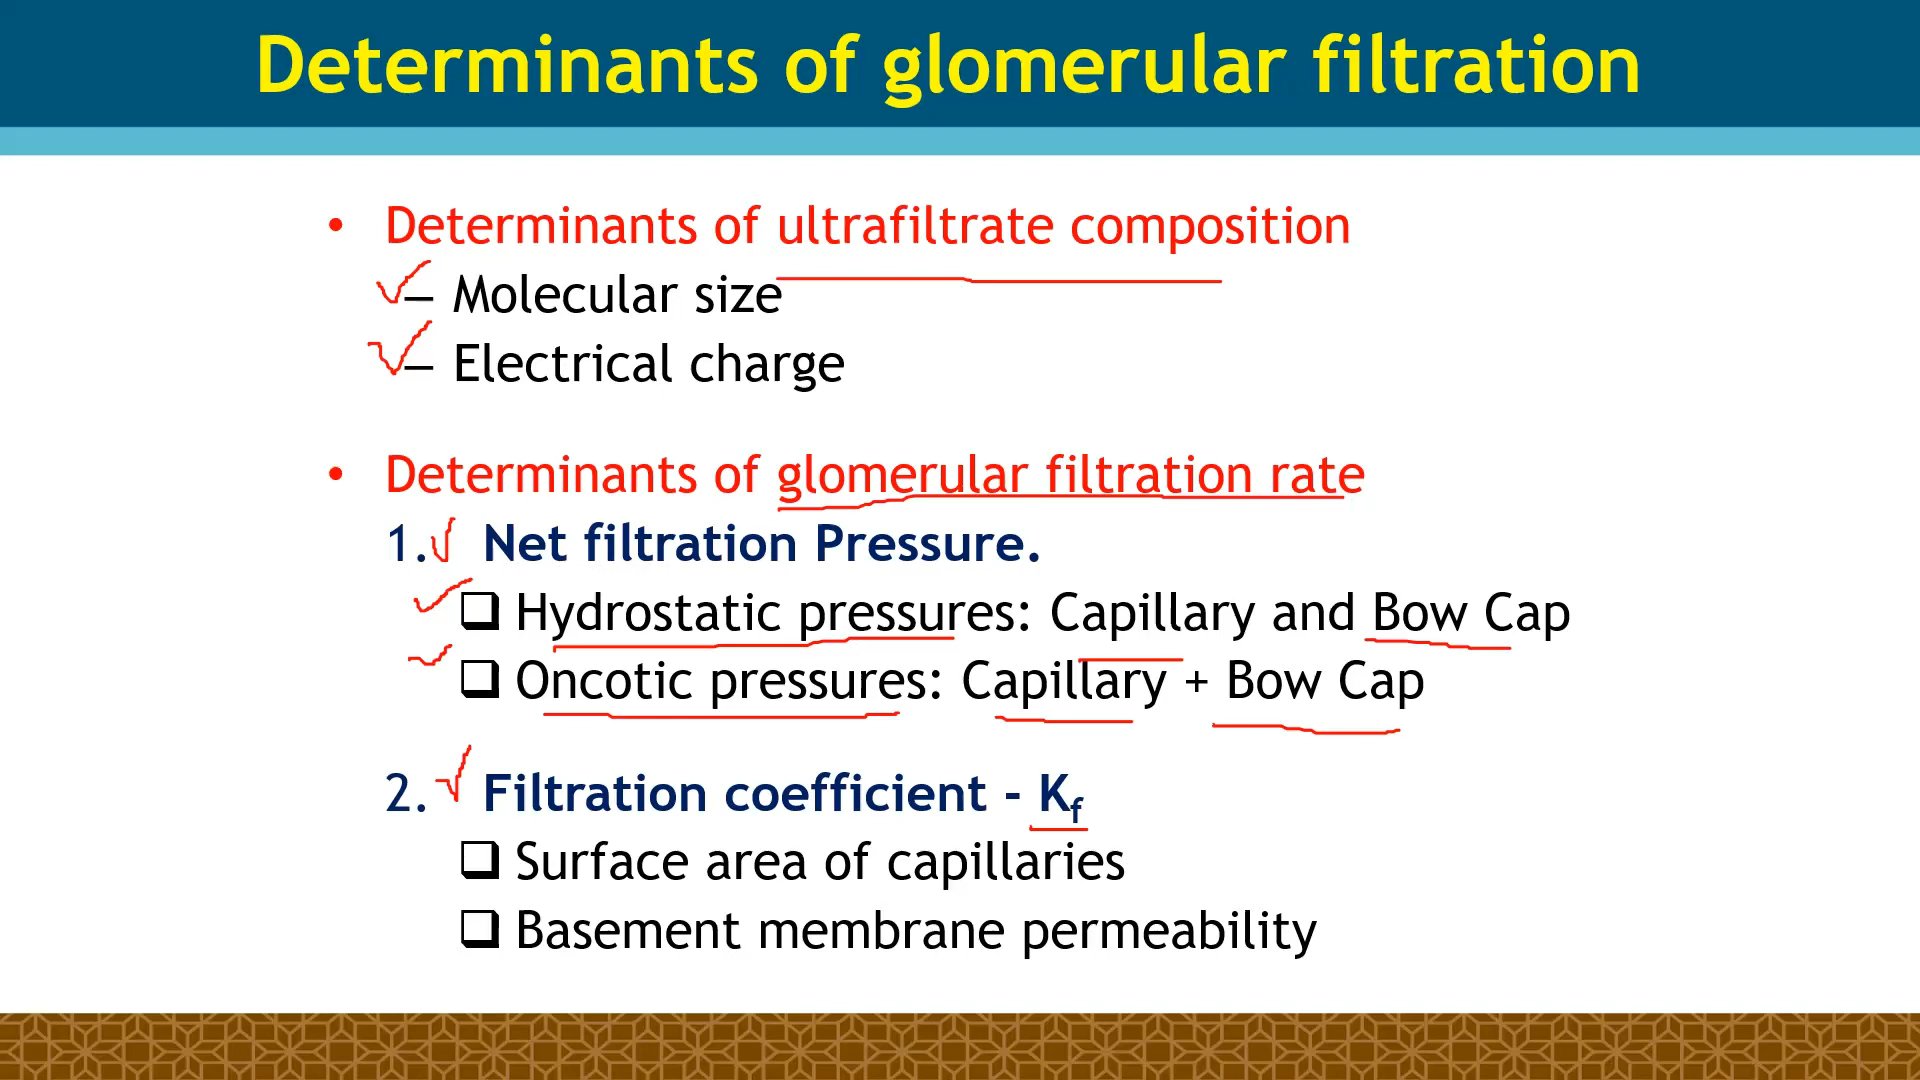 Determinants of glomerular filtration
• Determinants of ultrafiltrate composition
– Molecular size
– Electrical charge
• Determinants of glomerular filtration rate
1. Net filtration Pressure.
❑ Hydrostatic pressures: Capillary and Bow Cap
❑ Oncotic pressures: Capillary + Bow Cap
2. Filtration coefficient - Kf
❑ Surface area of capillaries
❑ Basement membrane permeability